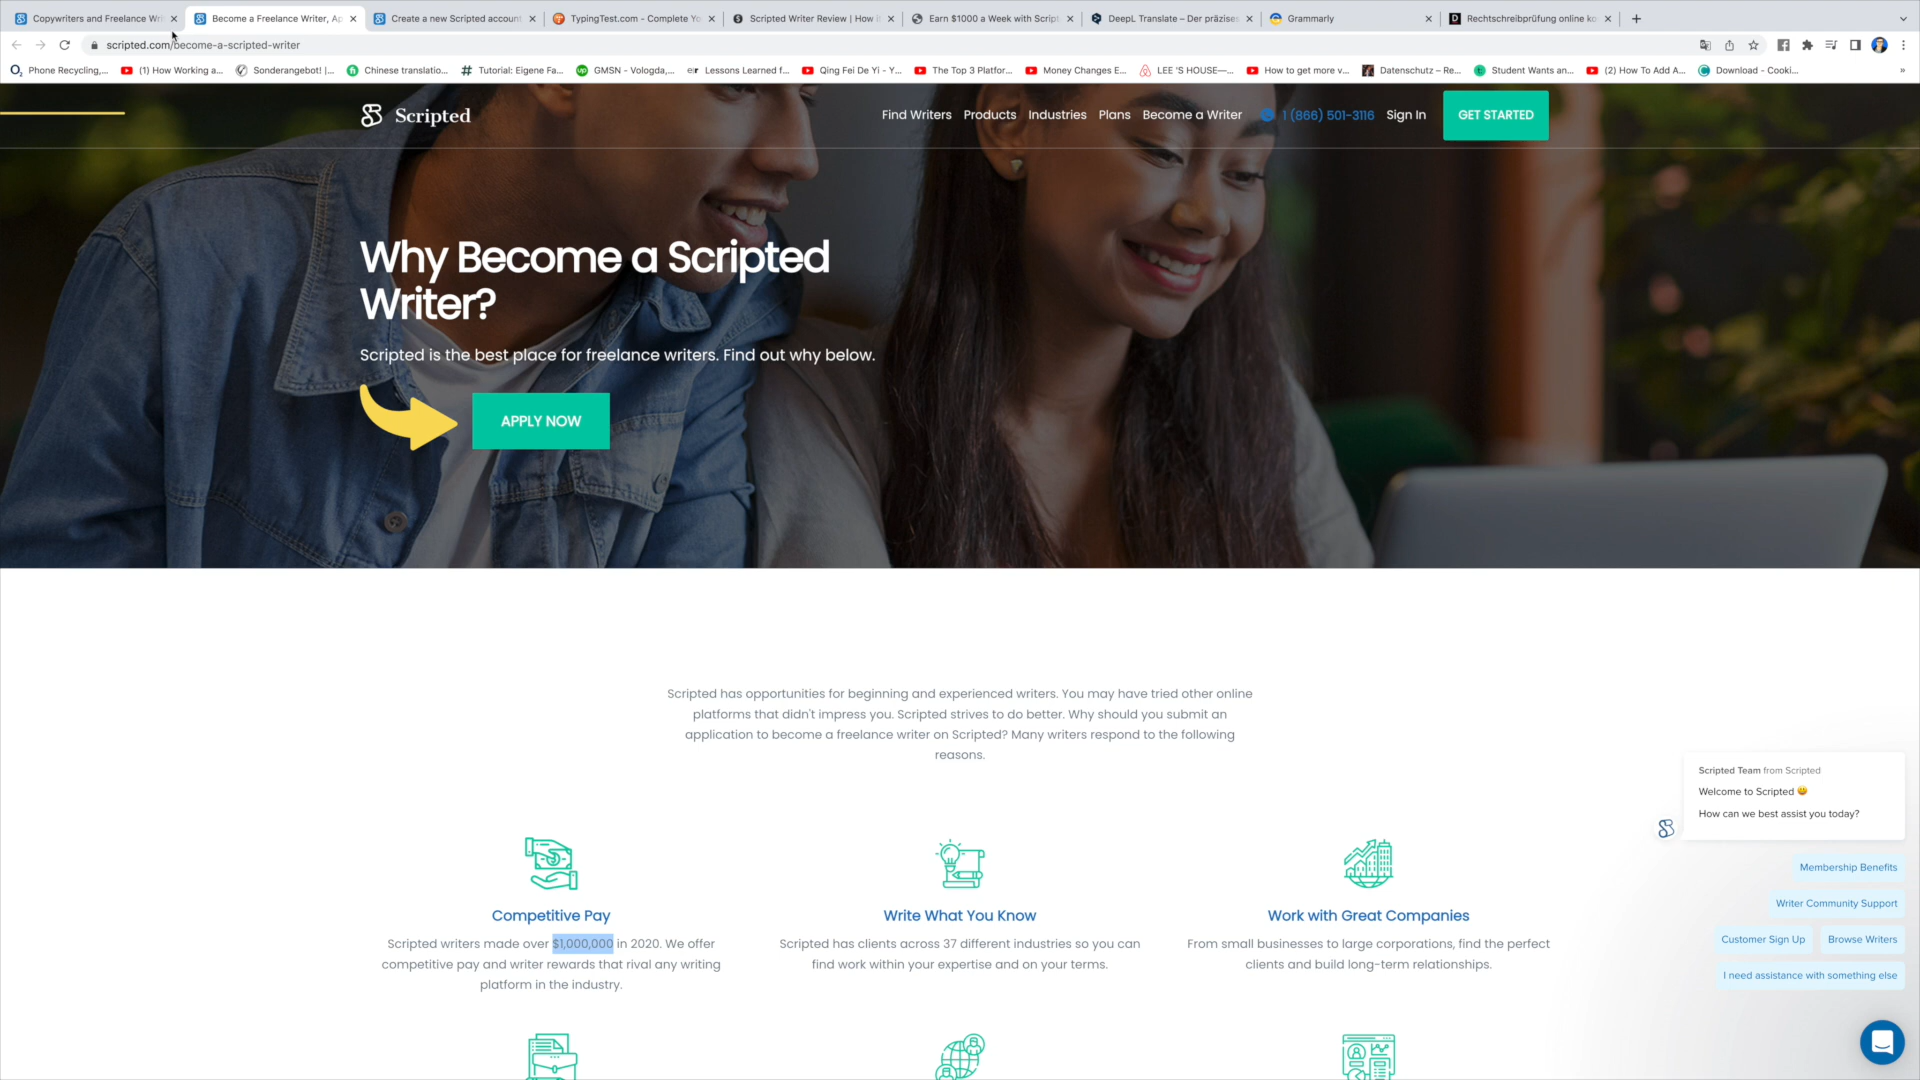 Copywriters and Freelance Wri
Become a Freelance Writer, Ap
Create a new Scripted account
TypingTest.com - Complete Yo
Scripted Writer Review | How i
Earn $1000 a Week with Script
DeepL Translate – Der präzises
Grammarly
Rechtschreibprüfung online ko
scripted.com/become-a-scripted-writer
Phone Recycling,...
(1) How Working a...
Sonderangebot! |...
Chinese translatio...
Tutorial: Eigene Fa...
GMSN - Vologda,...
Lessons Learned f...
Qing Fei De Yi - Y...
The Top 3 Platfor...
Money Changes E...
LEE 'S HOUSE—...
How to get more v...
Datenschutz – Re...
Student Wants an...
(2) How To Add A...
Download - Cooki...
»
Scripted
Find Writers
Products
Industries
Plans
Become a Writer
1 (866) 501-3116
Sign In
GET STARTED
Why Become a Scripted
Writer?
Scripted is the best place for freelance writers. Find out why below.
APPLY NOW
Scripted has opportunities for beginning and experienced writers. You may have tried other online
platforms that didn't impress you. Scripted strives to do better. Why should you submit an
application to become a freelance writer on Scripted? Many writers respond to the following
reasons.
Competitive Pay
Scripted writers made over $1,000,000 in 2020. We offer
competitive pay and writer rewards that rival any writing
platform in the industry.
Write What You Know
Scripted has clients across 37 different industries so you can
find work within your expertise and on your terms.
Work with Great Companies
From small businesses to large corporations, find the perfect
clients and build long-term relationships.
Scripted Team from Scripted
Welcome to Scripted 😀
How can we best assist you today?
Membership Benefits
Writer Community Support
Customer Sign Up
Browse Writers
I need assistance with something else